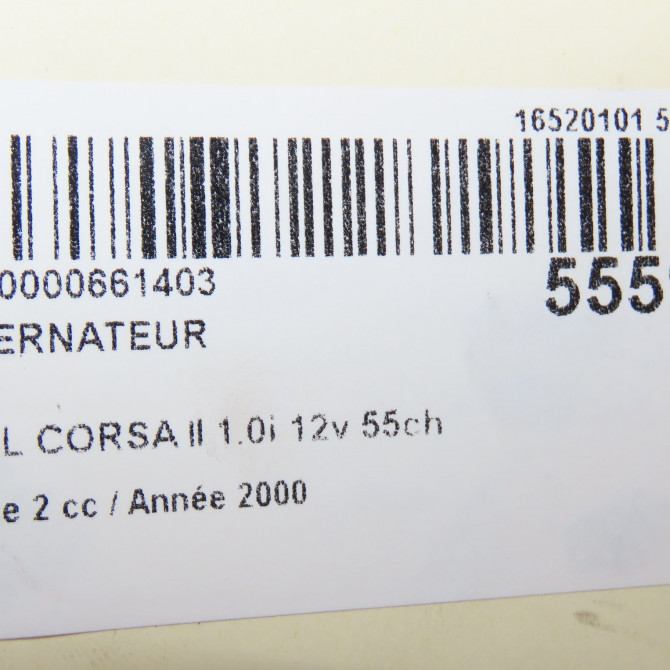 16520101 5
0000661403
555
ERNATEUR
L CORSA II 1.0i 12v 55ch
e 2 cc / Année 2000